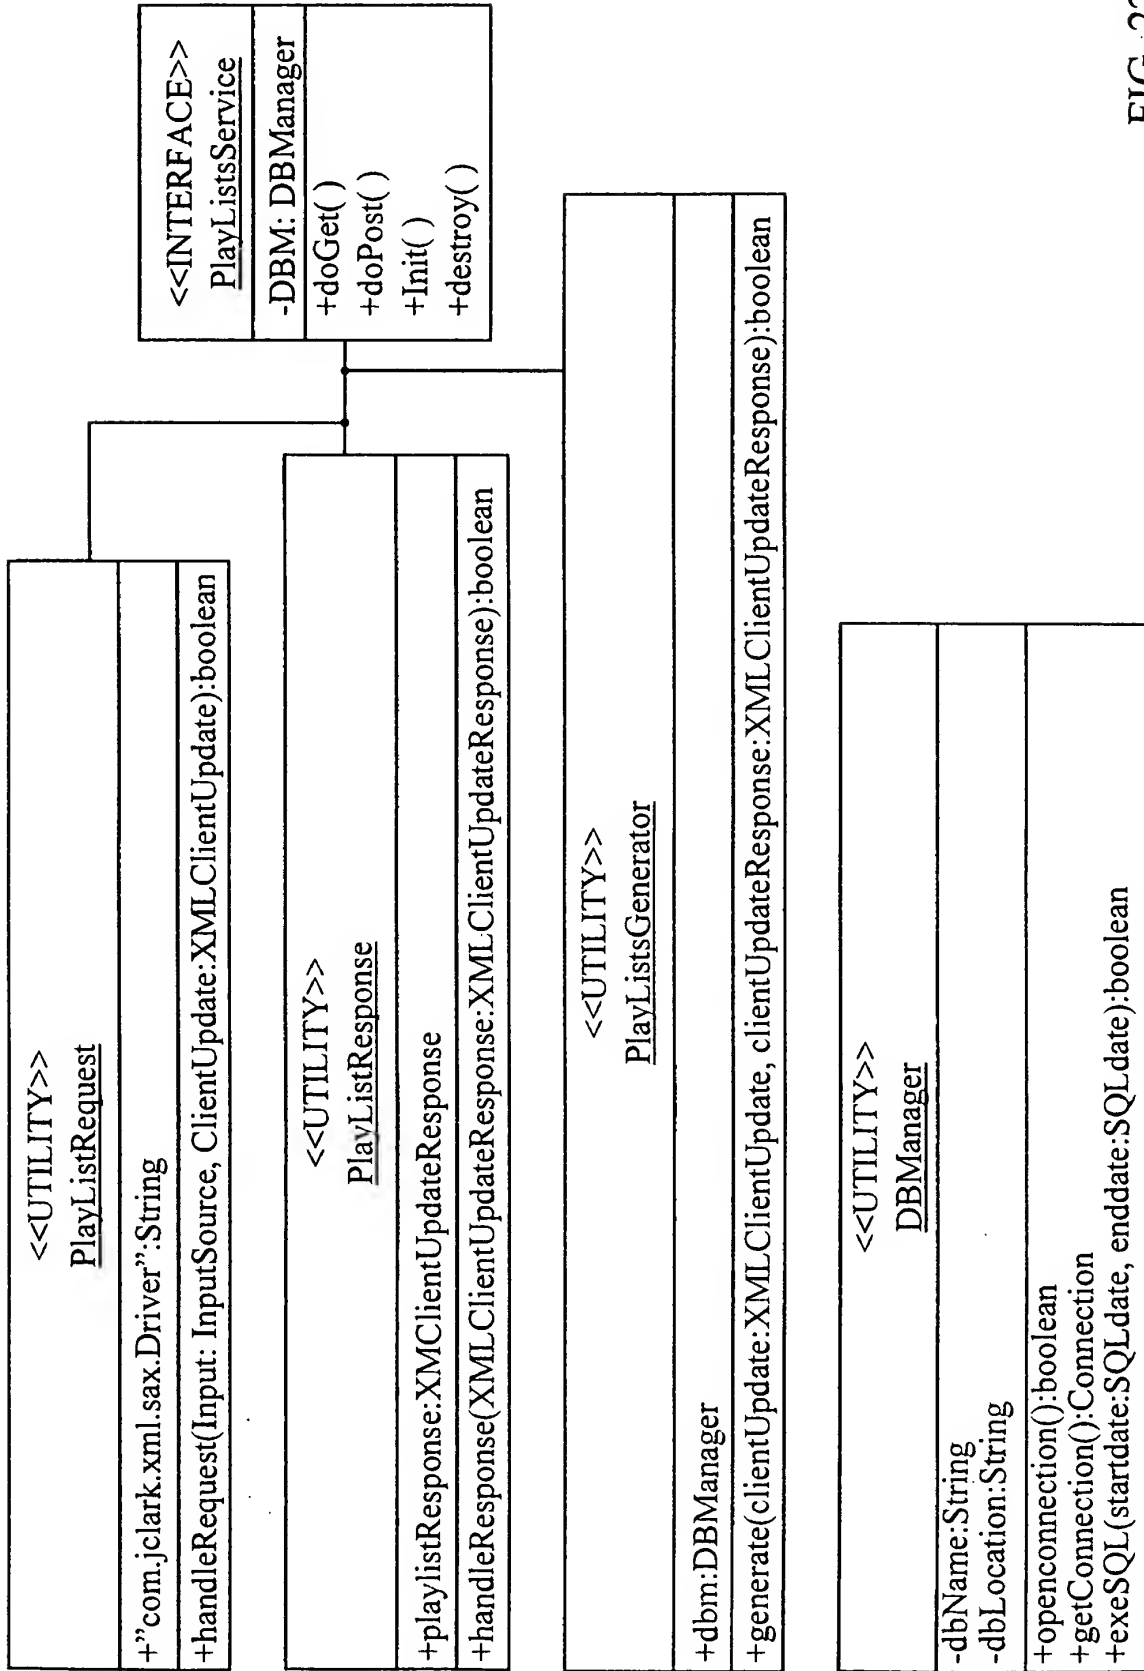 <<UTILITY>>
PlayListRequest
+"com.jclark.xml.sax.Driver":String
+handleRequest(Input: InputSource, ClientUpdate:XMLClientUpdate):boolean
<<UTILITY>>
PlayListResponse
+playlistResponse:XMClientUpdateResponse
+handleResponse(XMLClientUpdateResponse:XMLClientUpdateResponse):boolean
<<INTERFACE>>
PlayListsService
-DBM: DBManager
+doGet( )
+doPost( )
+Init( )
+destroy( )
<<UTILITY>>
PlayListsGenerator
+dbm:DBManager
+generate(clientUpdate:XMLClientUpdate, clientUpdateResponse:XMLClientUpdateResponse):boolean
<<UTILITY>>
DBManager
-dbName:String
-dbLocation:String
+openconnection():boolean
+getConnection():Connection
+exeSQL(startdate:SQLdate, enddate:SQLdate):boolean
FIG.